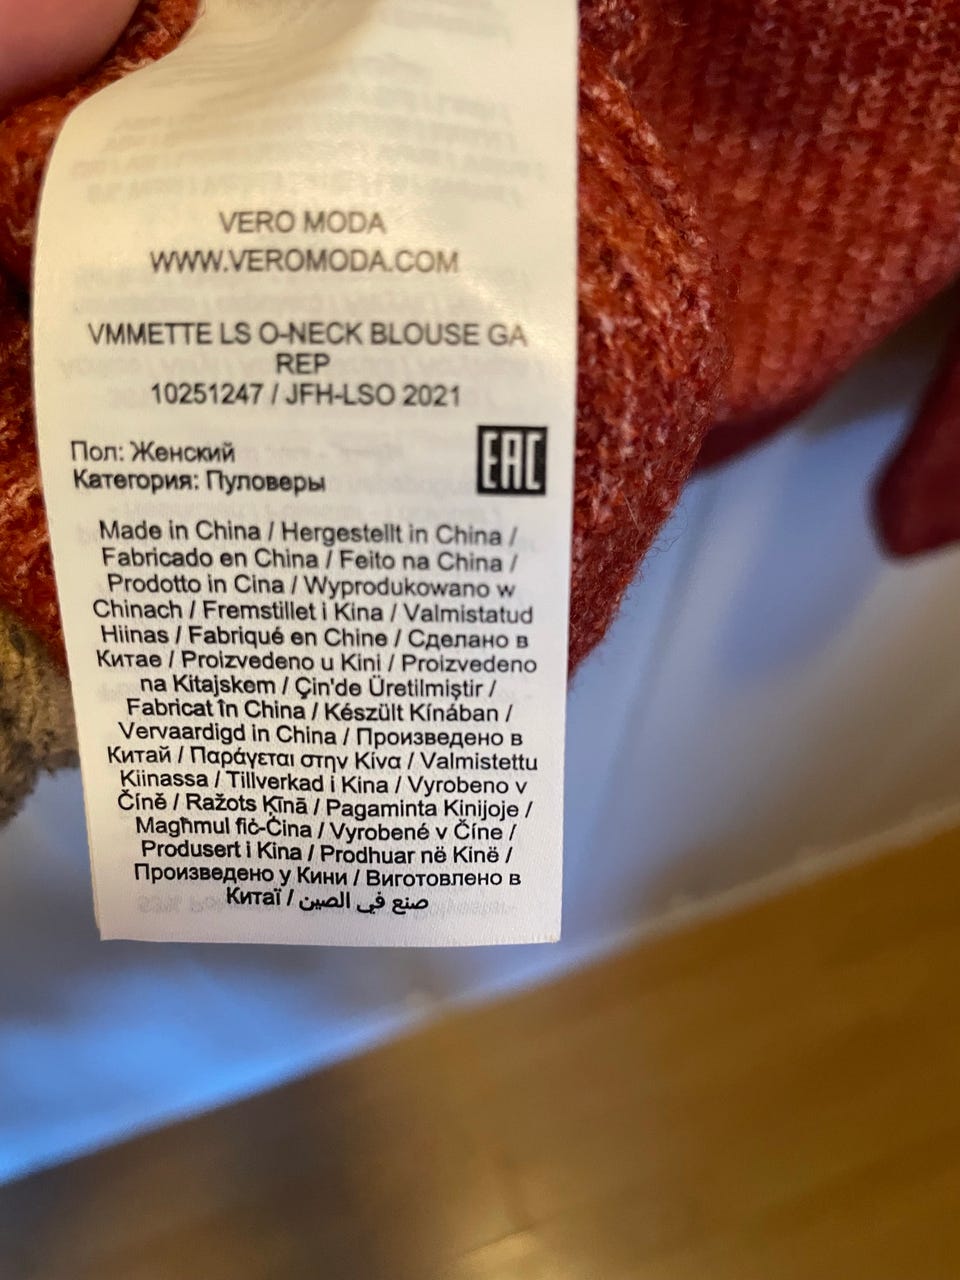 VERO MODA
WWW.VEROMODA.COM
VMMETTE LS O-NECK BLOUSE GA
REP
10251247 / JFH-LSO 2021
Пол: Женский
Категория: Пуловеры
EAC
Made in China / Hergestellt in China /
Fabricado en China / Feito na China /
Prodotto in Cina / Wyprodukowano w
Chinach / Fremstillet i Kina / Valmistatud
Hiinas / Fabriqué en Chine / Сделано в
Китае / Proizvedeno u Kini / Proizvedeno
na Kitajskem / Çin'de Üretilmiştir /
Fabricat în China / Készült Kínában /
Vervaardigd in China / Произведено в
Китай / Παράγεται στην Κίνα / Valmistettu
Kiinassa / Tillverkad i Kina / Vyrobeno v
Číně / Ražots Ķīnā / Pagaminta Kinijoje /
Magħmul fiċ-Ċina / Vyrobené v Číne /
Produsert i Kina / Prodhuar në Kinë /
Произведено у Кини / Виготовлено в
Китаї / صنع في الصين